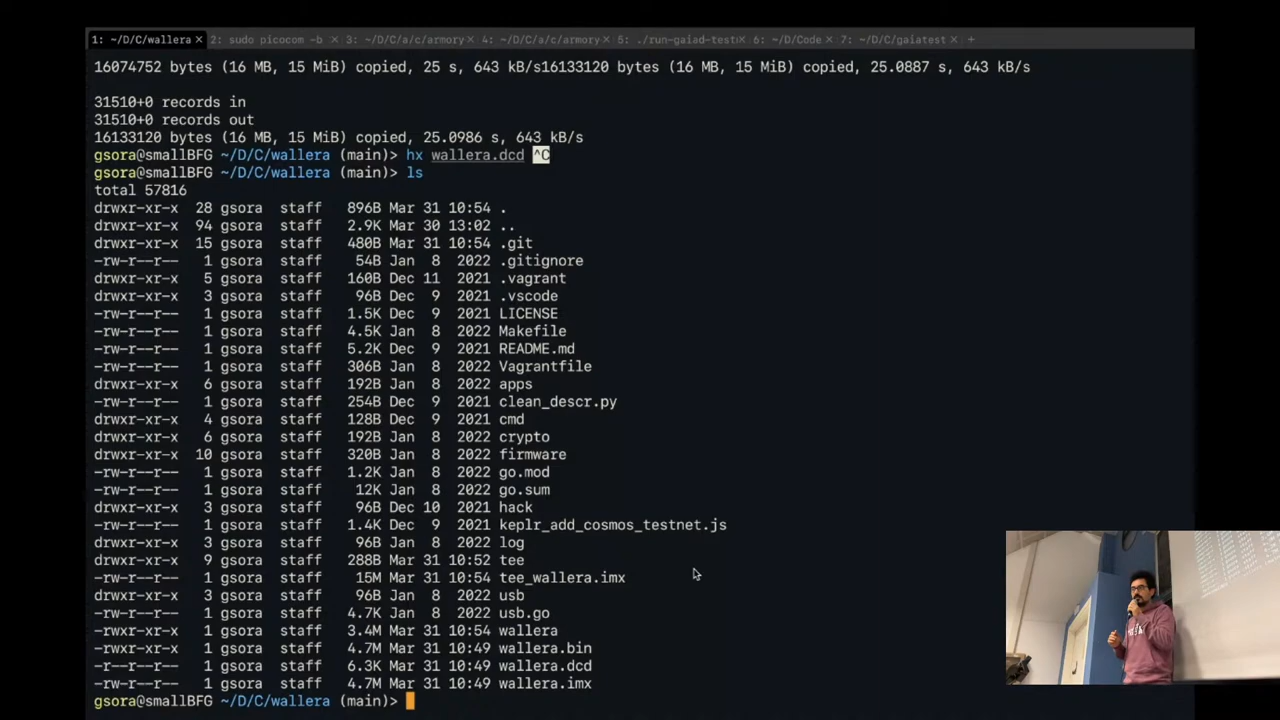 1: ~/D/C/wallera × 2: sudo picocom -b × 3: ~/D/C/a/c/armory× 4: ~/D/C/a/c/armory× 5: ./run-gaiad-test× 6: ~/D/Code × 7: ~/D/C/gaiatest × +
16074752 bytes (16 MB, 15 MiB) copied, 25 s, 643 kB/s16133120 bytes (16 MB, 15 MiB) copied, 25.0887 s, 643 kB/s
31510+0 records in
31510+0 records out
16133120 bytes (16 MB, 15 MiB) copied, 25.0986 s, 643 kB/s
gsora@smallBFG ~/D/C/wallera (main)> hx wallera.dcd ^C
gsora@smallBFG ~/D/C/wallera (main)> ls
total 57816
drwxr-xr-x 28 gsora staff 896B Mar 31 10:54 .
drwxr-xr-x 94 gsora staff 2.9K Mar 30 13:02 ..
drwxr-xr-x 15 gsora staff 480B Mar 31 10:54 .git
-rw-r--r-- 1 gsora staff 54B Jan 8 2022 .gitignore
drwxr-xr-x 5 gsora staff 160B Dec 11 2021 .vagrant
drwxr-xr-x 3 gsora staff 96B Dec 9 2021 .vscode
-rw-r--r-- 1 gsora staff 1.5K Dec 9 2021 LICENSE
-rw-r--r-- 1 gsora staff 4.5K Jan 8 2022 Makefile
-rw-r--r-- 1 gsora staff 5.2K Dec 9 2021 README.md
-rw-r--r-- 1 gsora staff 306B Jan 8 2022 Vagrantfile
drwxr-xr-x 6 gsora staff 192B Jan 8 2022 apps
-rw-r--r-- 1 gsora staff 254B Dec 9 2021 clean_descr.py
drwxr-xr-x 4 gsora staff 128B Dec 9 2021 cmd
drwxr-xr-x 6 gsora staff 192B Jan 8 2022 crypto
drwxr-xr-x 10 gsora staff 320B Jan 8 2022 firmware
-rw-r--r-- 1 gsora staff 1.2K Jan 8 2022 go.mod
-rw-r--r-- 1 gsora staff 12K Jan 8 2022 go.sum
drwxr-xr-x 3 gsora staff 96B Dec 10 2021 hack
-rw-r--r-- 1 gsora staff 1.4K Dec 9 2021 keplr_add_cosmos_testnet.js
drwxr-xr-x 3 gsora staff 96B Jan 8 2022 log
drwxr-xr-x 9 gsora staff 288B Mar 31 10:52 tee
-rw-r--r-- 1 gsora staff 15M Mar 31 10:54 tee_wallera.imx
drwxr-xr-x 3 gsora staff 96B Jan 8 2022 usb
-rw-r--r-- 1 gsora staff 4.7K Jan 8 2022 usb.go
-rwxr-xr-x 1 gsora staff 3.4M Mar 31 10:54 wallera
-rwxr-xr-x 1 gsora staff 4.7M Mar 31 10:49 wallera.bin
-r--r--r-- 1 gsora staff 6.3K Mar 31 10:49 wallera.dcd
-rw-r--r-- 1 gsora staff 4.7M Mar 31 10:49 wallera.imx
gsora@smallBFG ~/D/C/wallera (main)>